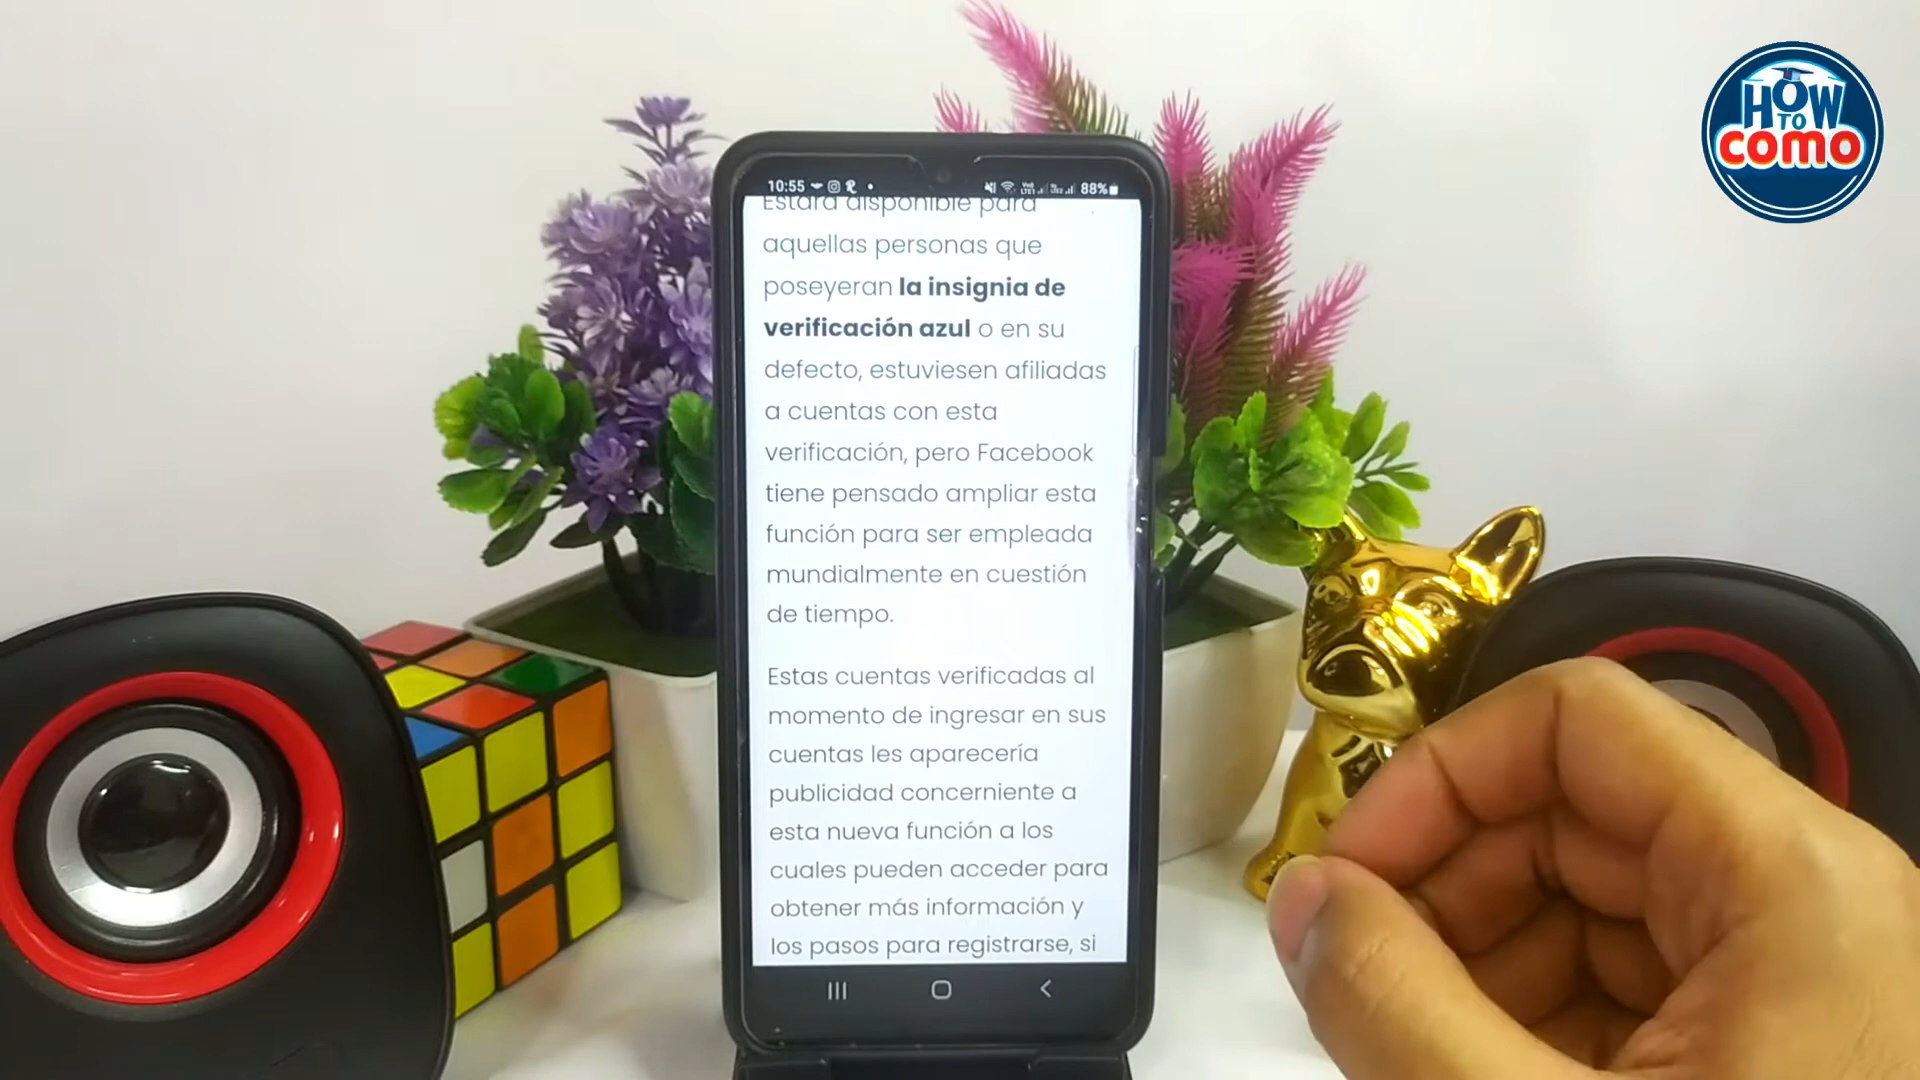 HOW
TO
COMO
10:55
88%
Estará disponible para
aquellas personas que
poseyeran la insignia de
verificación azul o en su
defecto, estuviesen afiliadas
a cuentas con esta
verificación, pero Facebook
tiene pensado ampliar esta
función para ser empleada
mundialmente en cuestión
de tiempo.
Estas cuentas verificadas al
momento de ingresar en sus
cuentas les aparecería
publicidad concerniente a
esta nueva función a los
cuales pueden acceder para
obtener más información y
los pasos para registrarse, si